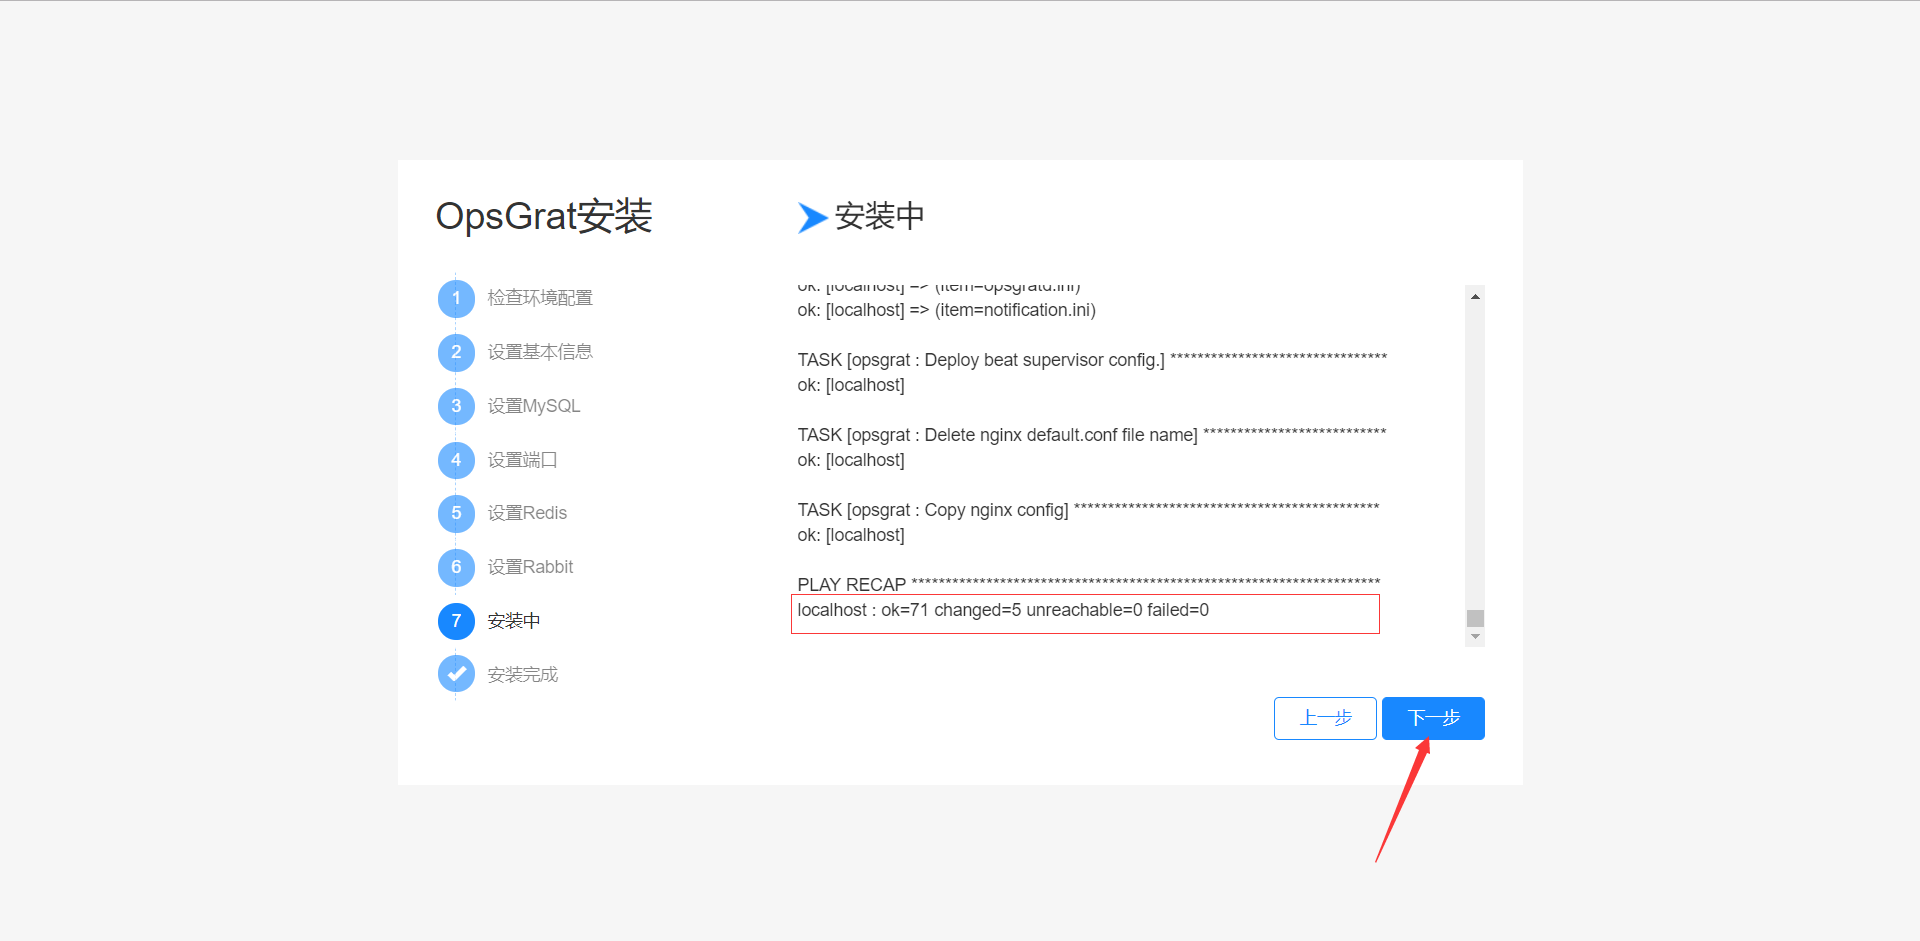 OpsGrat安装
1 检查环境配置
2 设置基本信息
3 设置MySQL
4 设置端口
5 设置Redis
6 设置Rabbit
7 安装中
安装完成
安装中
ok: [localhost] => (item=opsgratd.ini)
ok: [localhost] => (item=notification.ini)
TASK [opsgrat : Deploy beat supervisor config.] ********************************
ok: [localhost]
TASK [opsgrat : Delete nginx default.conf file name] ***************************
ok: [localhost]
TASK [opsgrat : Copy nginx config] *********************************************
ok: [localhost]
PLAY RECAP *********************************************************************
localhost : ok=71 changed=5 unreachable=0 failed=0
上一步
下一步